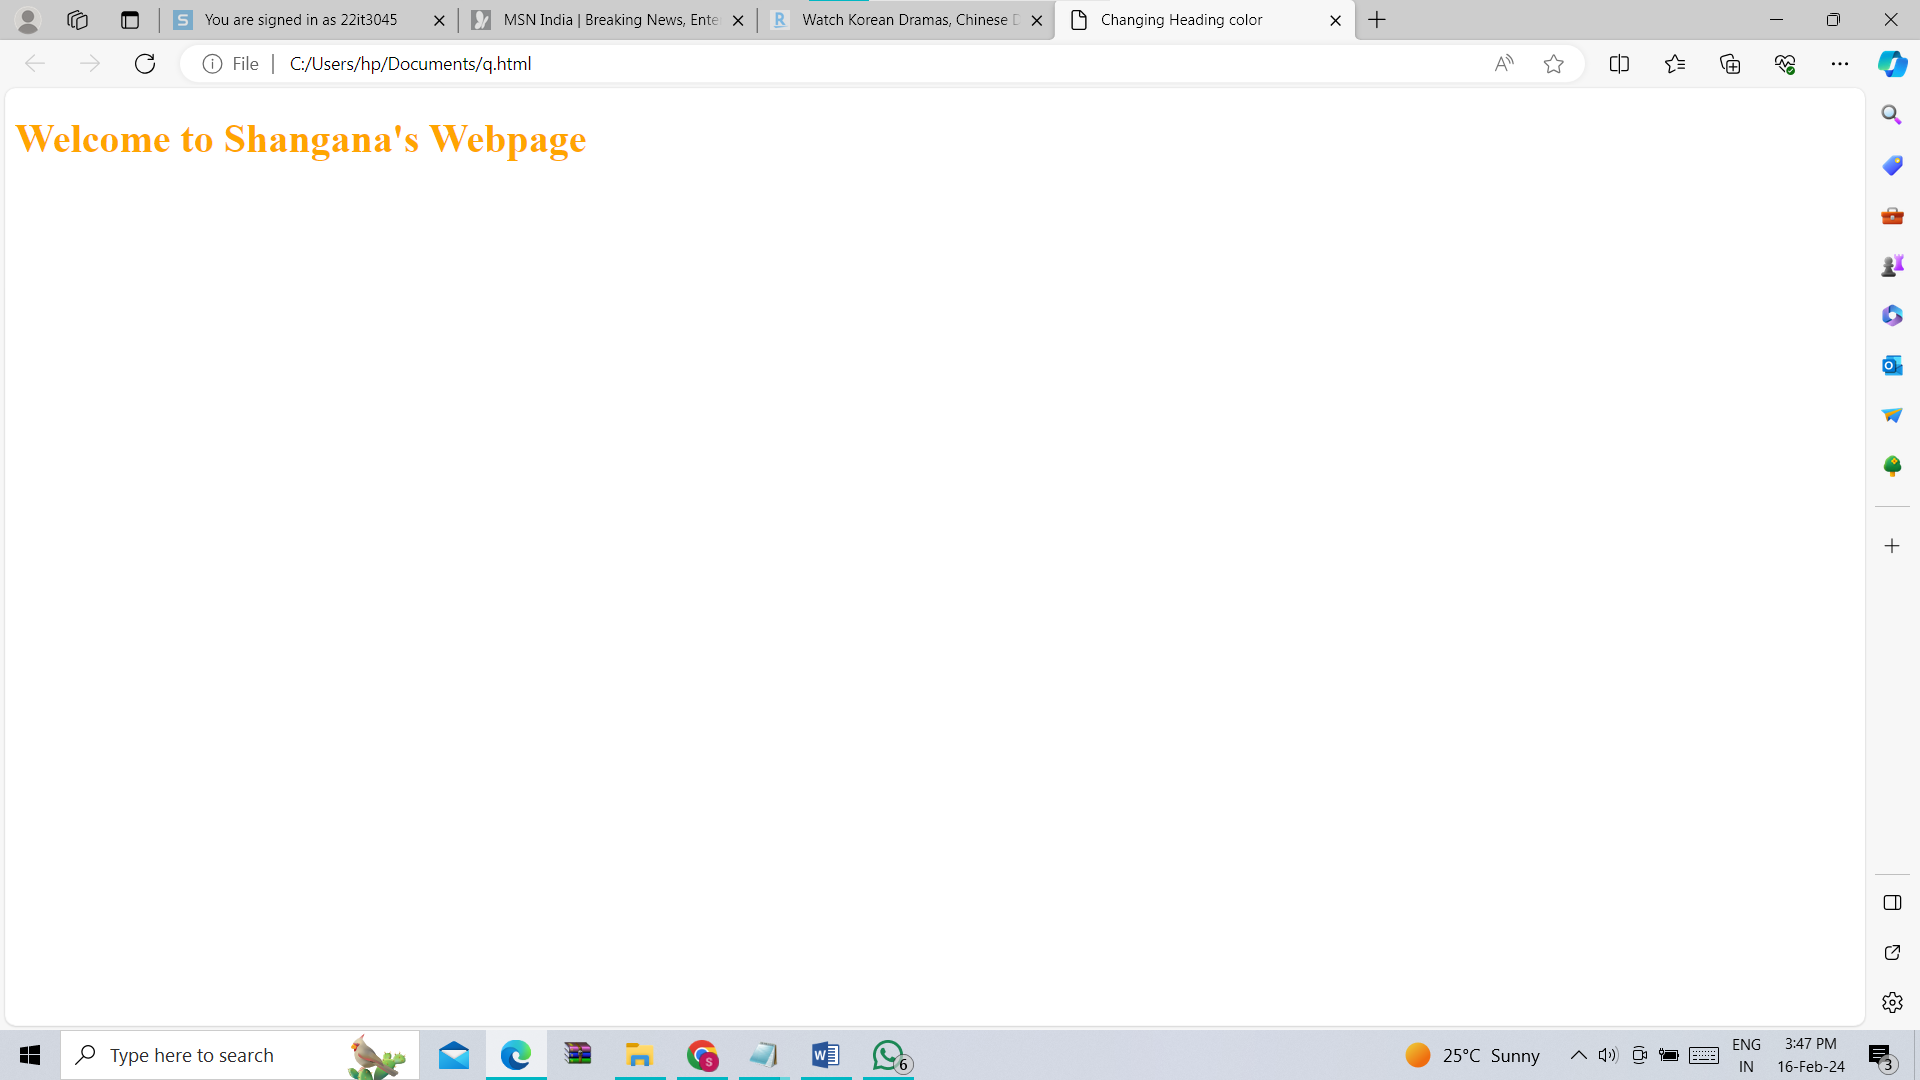 You are signed in as 22it3045
MSN India | Breaking News, Ente
Watch Korean Dramas, Chinese D
Changing Heading color
File | C:/Users/hp/Documents/q.html
Welcome to Shangana's Webpage
Type here to search
6
25°C Sunny
ENG
IN
3:47 PM
16-Feb-24
3